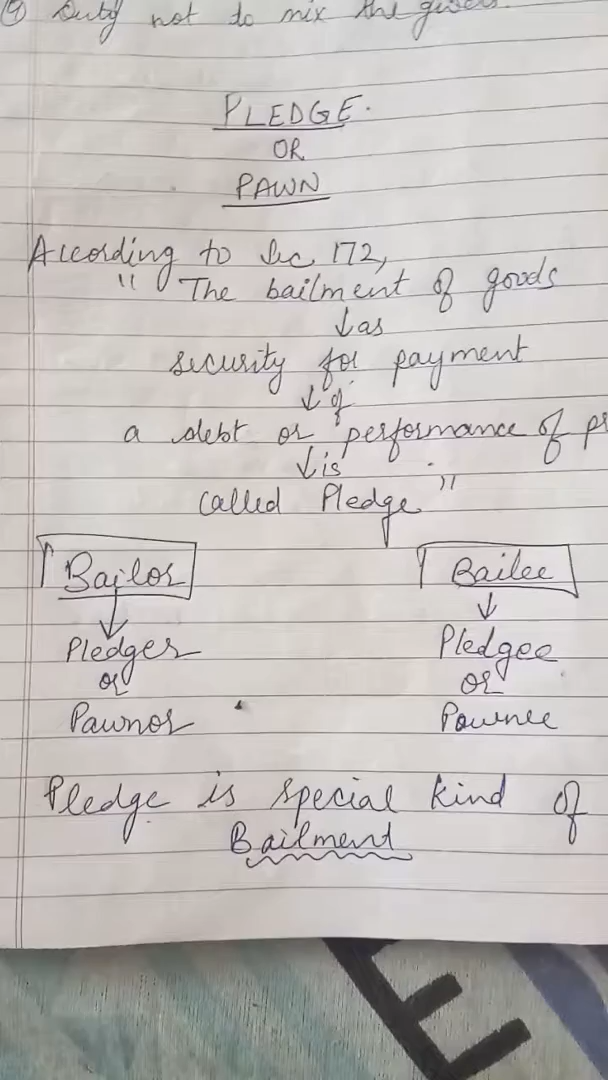 9 Duty not to mix the goods
PLEDGE.
OR
PAWN
According to Sec 172,
" The bailment of goods
↓ as
security for payment
↓ of
a debt or performance of
↓ is
called Pledge "
Bailor Bailee
↓ ↓
Pledger Pledgee
or or
Pawnor Pawnee
Pledge is special kind of
Bailment